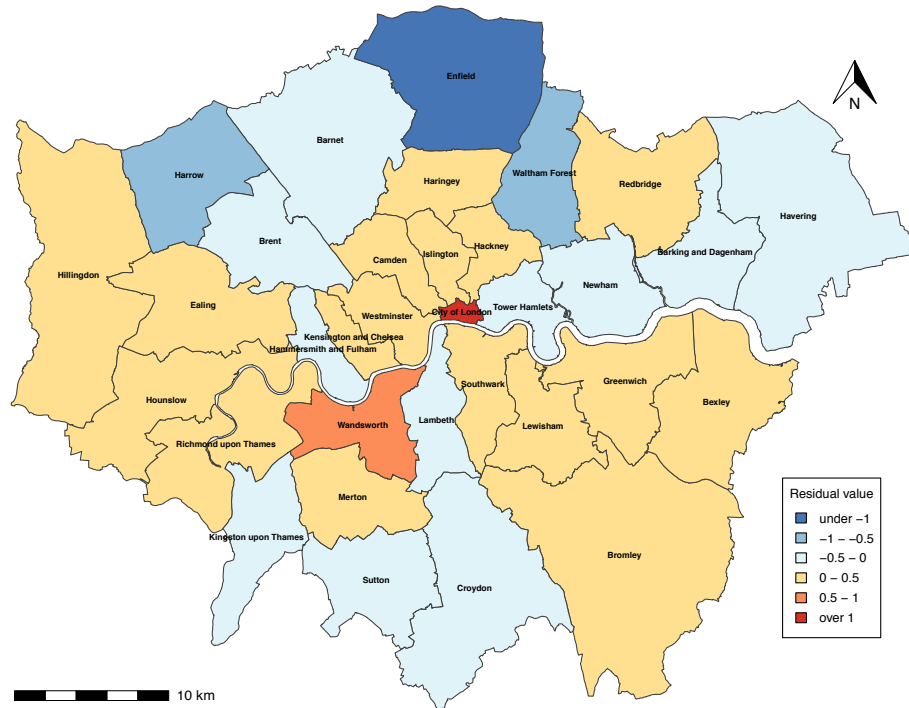 Enfield
N
Barnet
Harrow
Waltham Forest
Haringey
Redbridge
Havering
Brent
Hackney
Islington
Barking and Dagenham
Camden
Hillingdon
Newham
Ealing
Tower Hamlets
City of London
Westminster
Kensington and Chelsea
Hammersmith and Fulham
Greenwich
Southwark
Hounslow
Bexley
Lambeth
Wandsworth
Lewisham
Richmond upon Thames
Merton
Residual value
under −1
−1 − −0.5
−0.5 − 0
0 − 0.5
0.5 − 1
over 1
Kingston upon Thames
Bromley
Sutton
Croydon
10 km